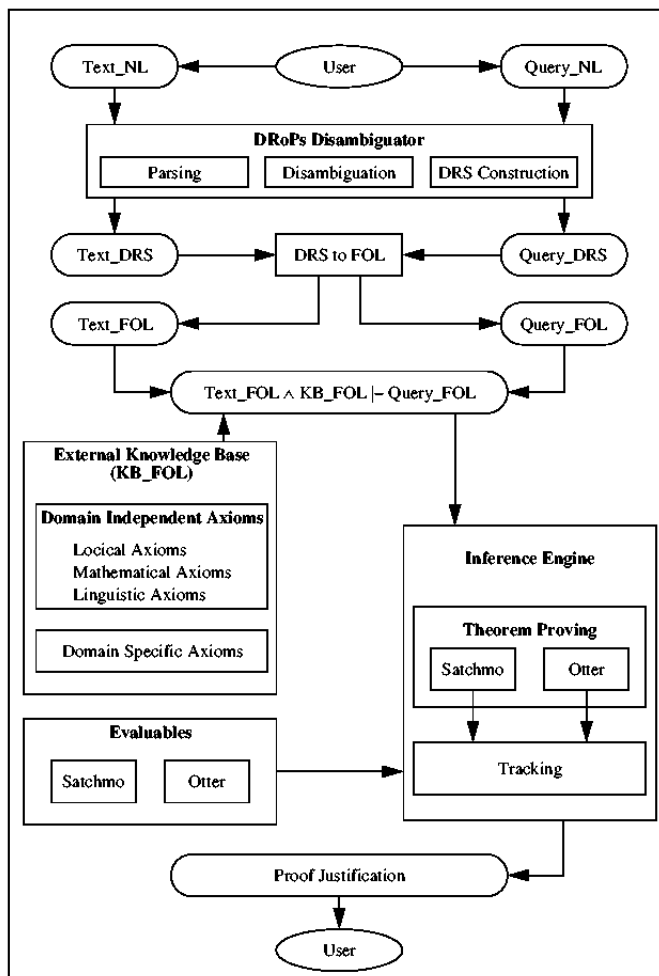 Text_NL
User
Query_NL
DRoPs Disambiguator
Parsing
Disambiguation
DRS Construction
Text_DRS
DRS to FOL
Query_DRS
Text_FOL
Query_FOL
Text_FOL ∧ KB_FOL |− Query_FOL
External Knowledge Base
(KB_FOL)
Domain Independent Axioms
Locical Axioms
Mathematical Axioms
Linguistic Axioms
Domain Specific Axioms
Inference Engine
Theorem Proving
Satchmo
Otter
Tracking
Evaluables
Satchmo
Otter
Proof Justification
User